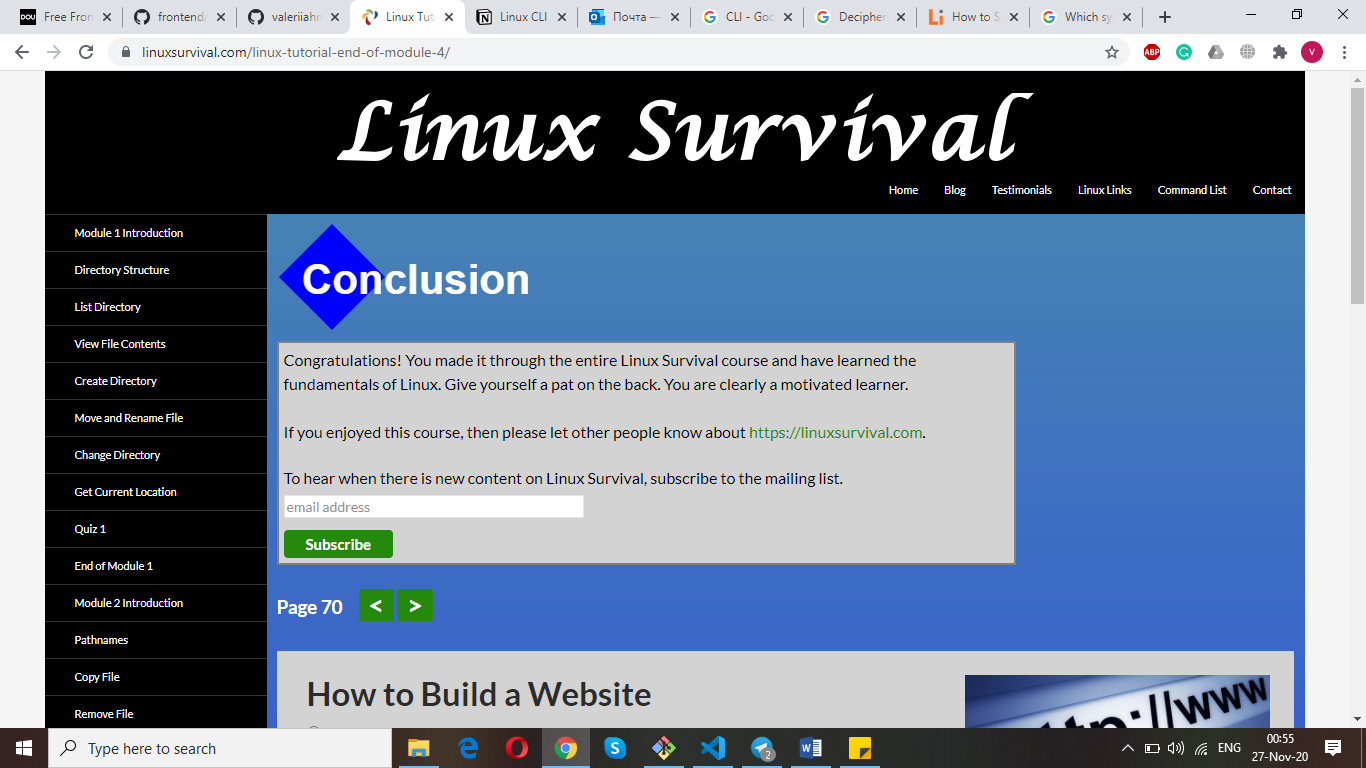 Free Fron
frontend/
valeriiahn
Linux Tut
Linux CLI
Почта —
CLI - Goo
Decipher
How to S
Which sy
linuxsurvival.com/linux-tutorial-end-of-module-4/
Linux Survival
Home Blog Testimonials Linux Links Command List Contact
Module 1 Introduction
Directory Structure
List Directory
View File Contents
Create Directory
Move and Rename File
Change Directory
Get Current Location
Quiz 1
End of Module 1
Module 2 Introduction
Pathnames
Copy File
Remove File
Conclusion
Congratulations! You made it through the entire Linux Survival course and have learned the
fundamentals of Linux. Give yourself a pat on the back. You are clearly a motivated learner.
If you enjoyed this course, then please let other people know about https://linuxsurvival.com.
To hear when there is new content on Linux Survival, subscribe to the mailing list.
email address
Subscribe
Page 70 < >
How to Build a Website
http://www
Type here to search
2
ENG
00:55
27-Nov-20
DOU
ABP
V